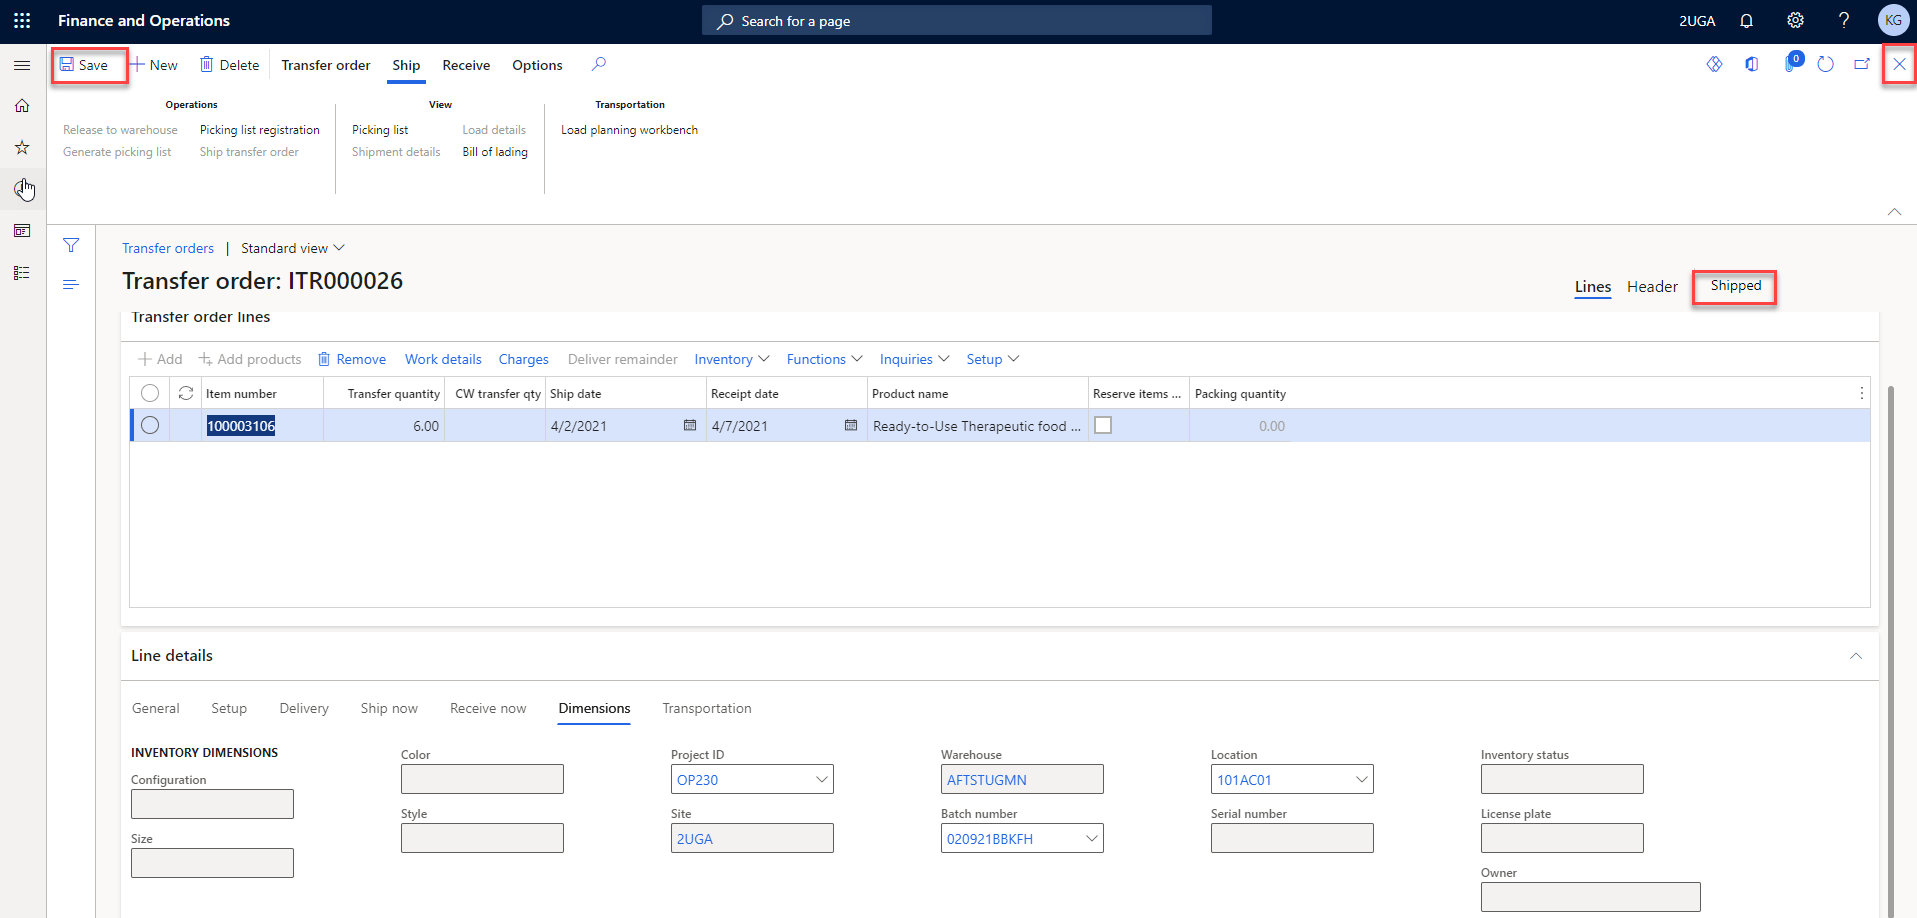 Finance and Operations
Search for a page
2UGA
KG
Save
New
Delete
Transfer order
Ship
Receive
Options
0
Operations
Release to warehouse
Picking list registration
Generate picking list
Ship transfer order
View
Picking list
Load details
Shipment details
Bill of lading
Transportation
Load planning workbench
Transfer orders | Standard view
Transfer order: ITR000026
Lines
Header
Shipped
Transfer order lines
Add
Add products
Remove
Work details
Charges
Deliver remainder
Inventory
Functions
Inquiries
Setup
Item number
Transfer quantity
CW transfer qty
Ship date
Receipt date
Product name
Reserve items ...
Packing quantity
100003106
6.00
4/2/2021
4/7/2021
Ready-to-Use Therapeutic food ...
0.00
Line details
General
Setup
Delivery
Ship now
Receive now
Dimensions
Transportation
INVENTORY DIMENSIONS
Configuration
Size
Color
Style
Project ID
OP230
Site
2UGA
Warehouse
AFTSTUGMN
Batch number
020921BBKFH
Location
101AC01
Serial number
Inventory status
License plate
Owner